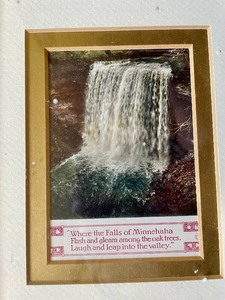 "Where the Falls of Minnehaha
Flash and gleam among the oak trees,
Laugh and leap into the valley."